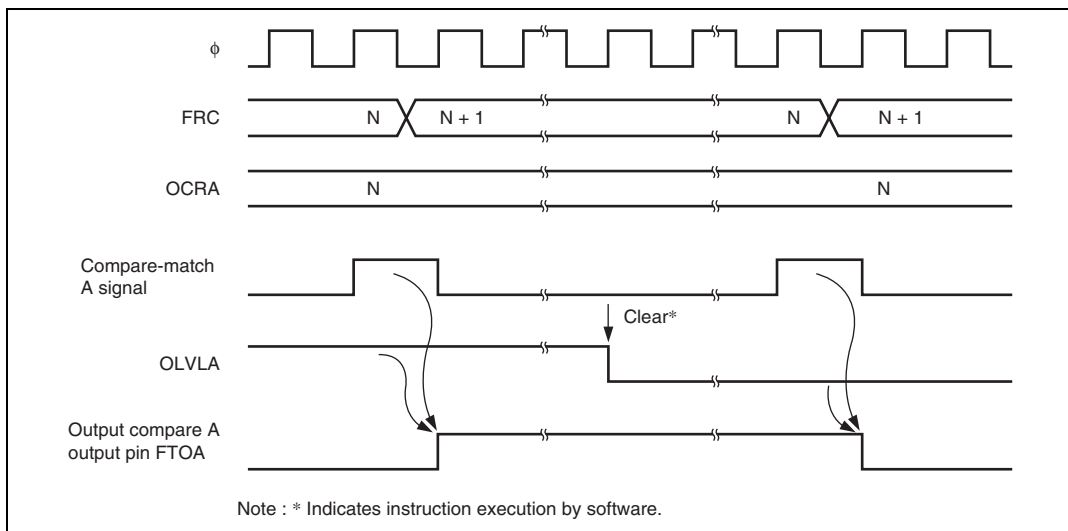 ϕ
FRC N N + 1 N N + 1
OCRA N N
Compare-match
A signal
Clear*
OLVLA
Output compare A
output pin FTOA
Note : * Indicates instruction execution by software.